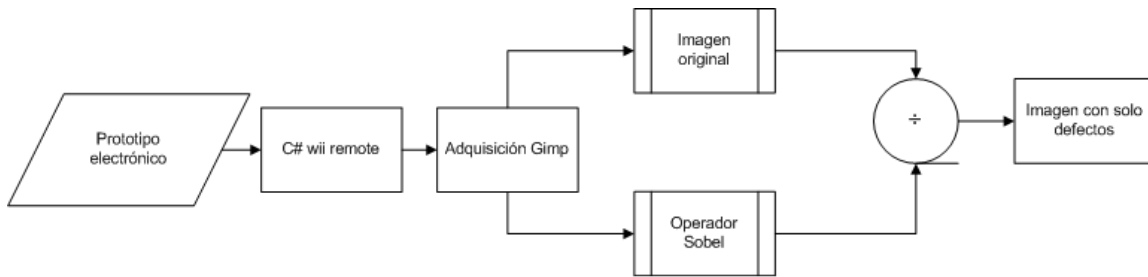 Prototipo
electrónico
C# wii remote
Adquisición Gimp
Imagen
original
Operador
Sobel
÷
Imagen con solo
defectos